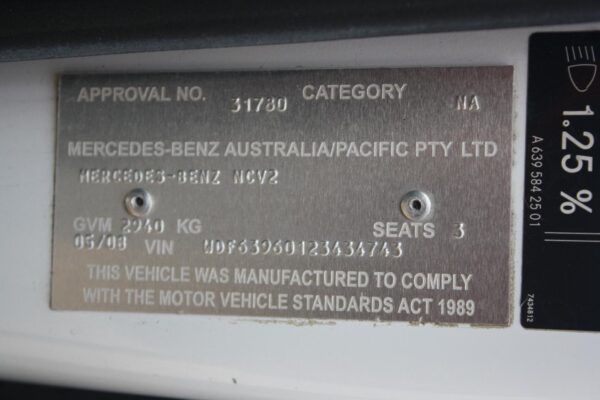 APPROVAL NO. 31780 CATEGORY NA
MERCEDES-BENZ AUSTRALIA/PACIFIC PTY LTD
MERCEDES-BENZ NCV2
GVM 2940 KG SEATS 3
05/08 VIN WDF63960123434743
THIS VEHICLE WAS MANUFACTURED TO COMPLY
WITH THE MOTOR VEHICLE STANDARDS ACT 1989
1.25 %
A 639 584 25 01
7434812